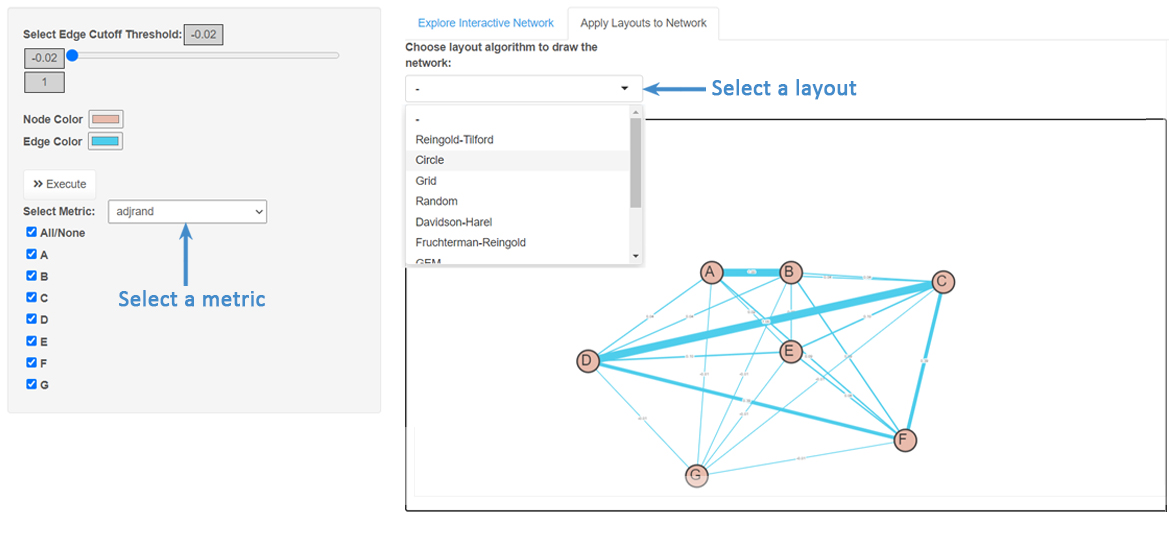 Select Edge Cutoff Threshold: -0.02
-0.02
1
Node Color
Edge Color
Execute
Select Metric: adjrand
All/None
A
B
C
D
E
F
G
Select a metric
Explore Interactive Network Apply Layouts to Network
Choose layout algorithm to draw the
network:
-
Select a layout
-
Reingold-Tilford
Circle
Grid
Random
Davidson-Harel
Fruchterman-Reingold
GEM
A B
C
E
D
F
G